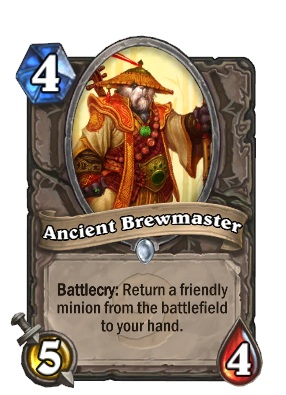 4
Ancient Brewmaster
Battlecry: Return a friendly
minion from the battlefield
to your hand.
5
4